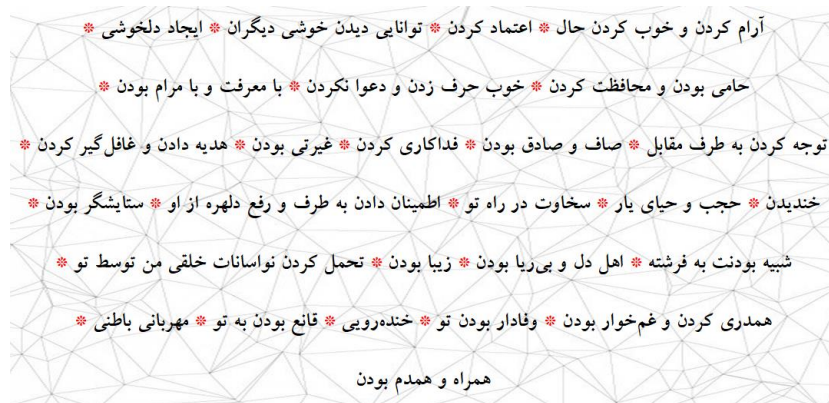 آرام کردن و خوب کردن حال ❊ اعتماد کردن ❊ توانایی دیدن خوشی دیگران ❊ ایجاد دلخوشی ❊
حامی بودن و محافظت کردن ❊ خوب حرف زدن و دعوا نکردن ❊ با معرفت و با مرام بودن ❊
توجه کردن به طرف مقابل ❊ صاف و صادق بودن ❊ فداکاری کردن ❊ غیرتی بودن ❊ هدیه دادن و غافل‌گیر کردن ❊
خندیدن ❊ حجب و حیای یار ❊ سخاوت در راه تو ❊ اطمینان دادن به طرف و رفع دلهره از او ❊ ستایشگر بودن ❊
شبیه بودنت به فرشته ❊ اهل دل و بی‌ریا بودن ❊ زیبا بودن ❊ تحمل کردن نواسانات خلقی من توسط تو ❊
همدری کردن و غم‌خوار بودن ❊ وفادار بودن تو ❊ خنده‌رویی ❊ قانع بودن به تو ❊ مهربانی باطنی ❊
همراه و همدم بودن